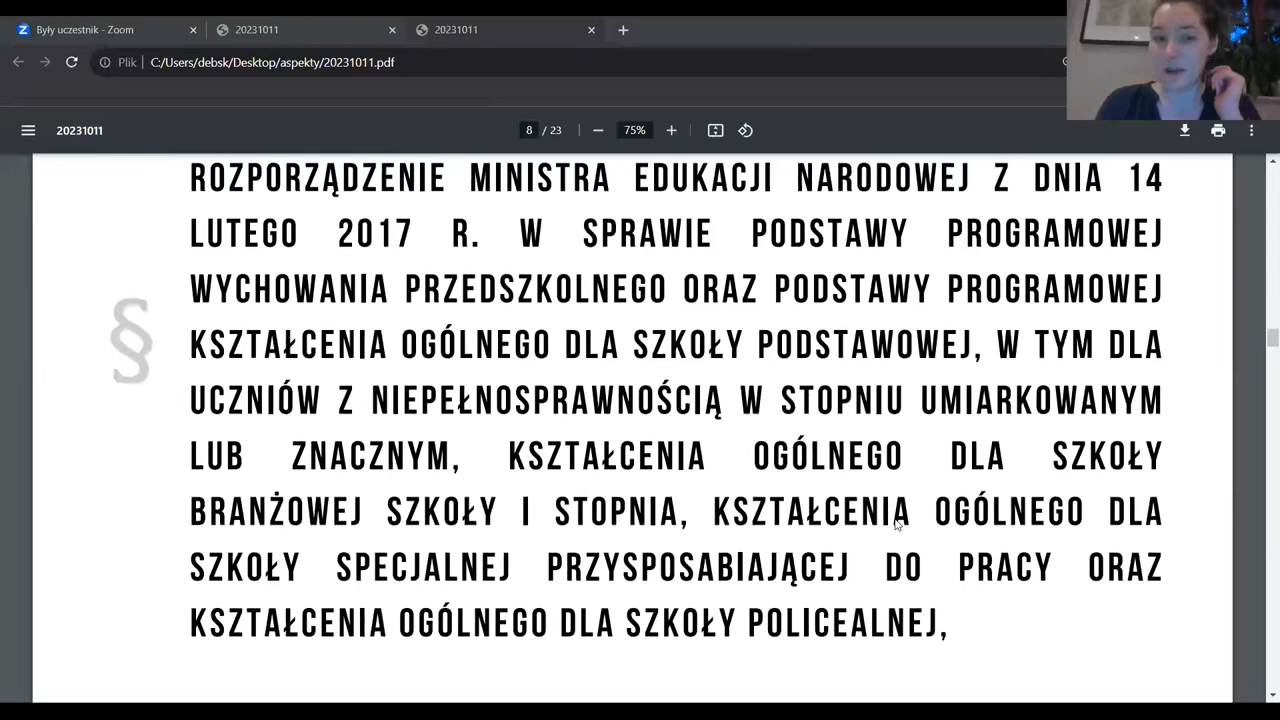 Były uczestnik - Zoom
20231011
20231011
Plik
C:/Users/debsk/Desktop/aspekty/20231011.pdf
20231011
8 / 23
75%
ROZPORZĄDZENIE MINISTRA EDUKACJI NARODOWEJ Z DNIA 14
LUTEGO 2017 R. W SPRAWIE PODSTAWY PROGRAMOWEJ
WYCHOWANIA PRZEDSZKOLNEGO ORAZ PODSTAWY PROGRAMOWEJ
§
KSZTAŁCENIA OGÓLNEGO DLA SZKOŁY PODSTAWOWEJ, W TYM DLA
UCZNIÓW Z NIEPEŁNOSPRAWNOŚCIĄ W STOPNIU UMIARKOWANYM
LUB ZNACZNYM, KSZTAŁCENIA OGÓLNEGO DLA SZKOŁY
BRANŻOWEJ SZKOŁY I STOPNIA, KSZTAŁCENIA OGÓLNEGO DLA
SZKOŁY SPECJALNEJ PRZYSPOSABIAJĄCEJ DO PRACY ORAZ
KSZTAŁCENIA OGÓLNEGO DLA SZKOŁY POLICEALNEJ,